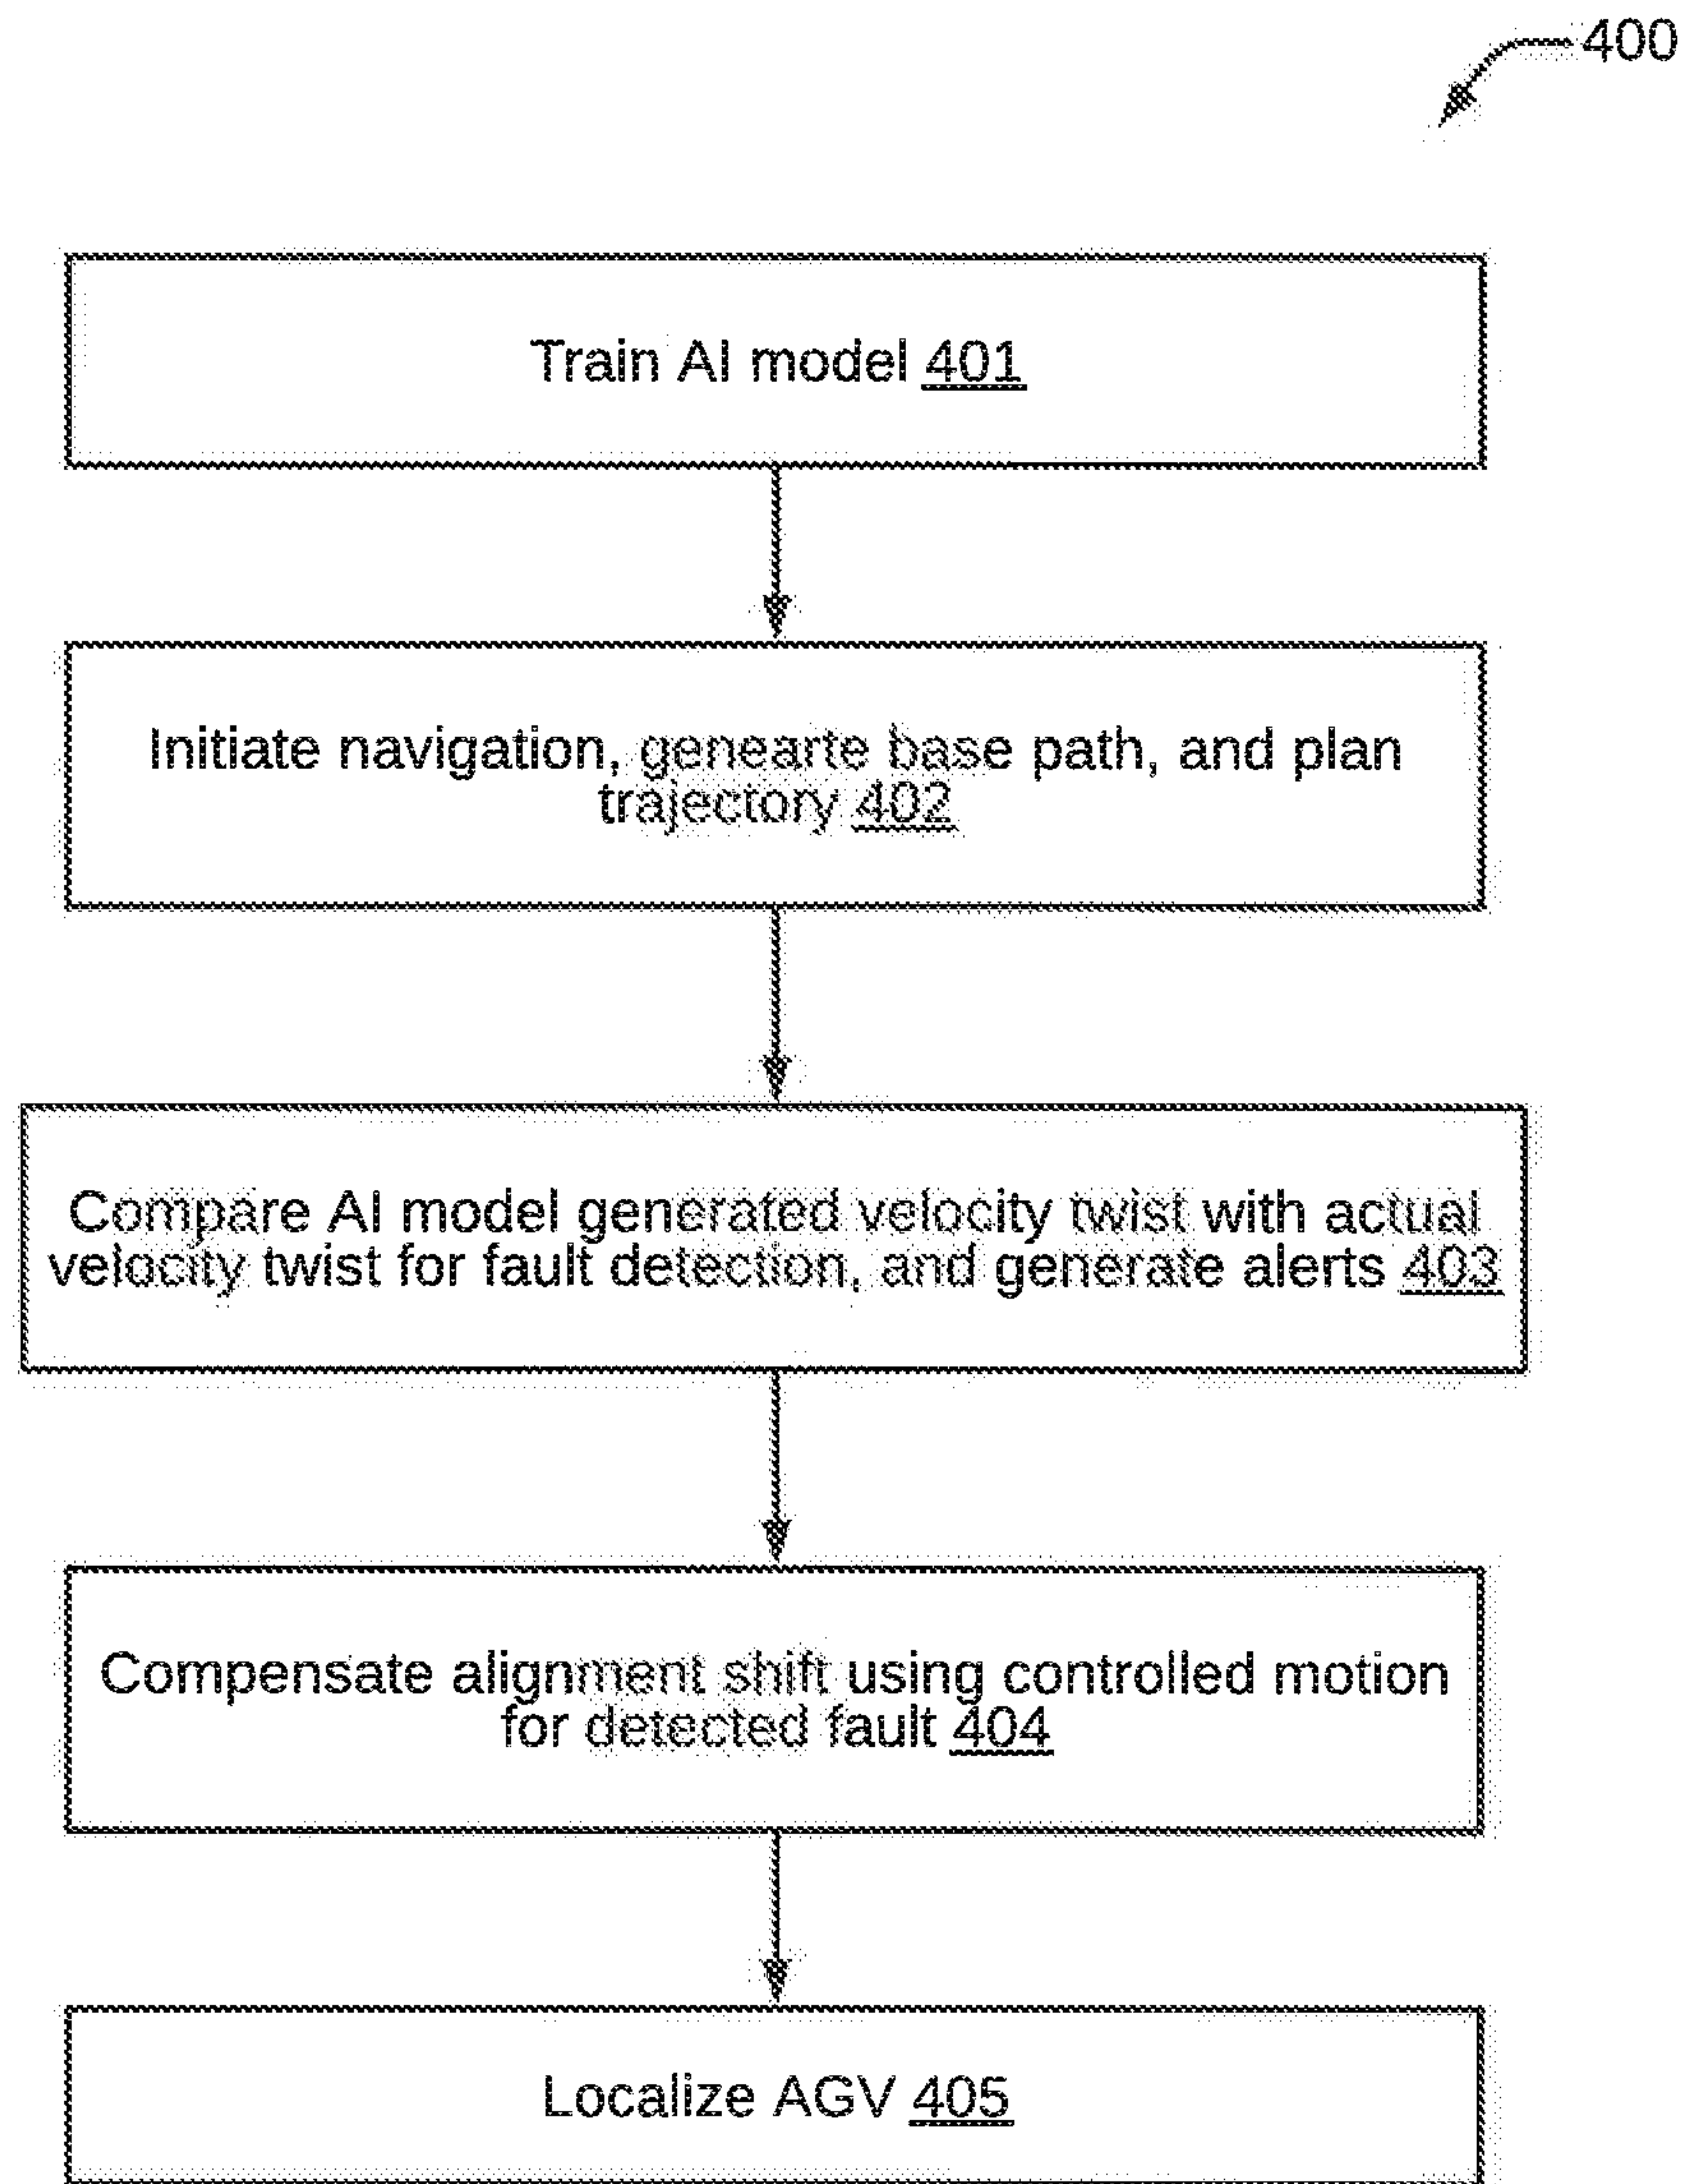 400
Train AI model 401
Initiate navigation, genearte base path, and plan
trajectory 402
Compare AI model generated velocity twist with actual
velocity twist for fault detection, and generate alerts 403
Compensate alignment shift using controlled motion
for detected fault 404
Localize AGV 405